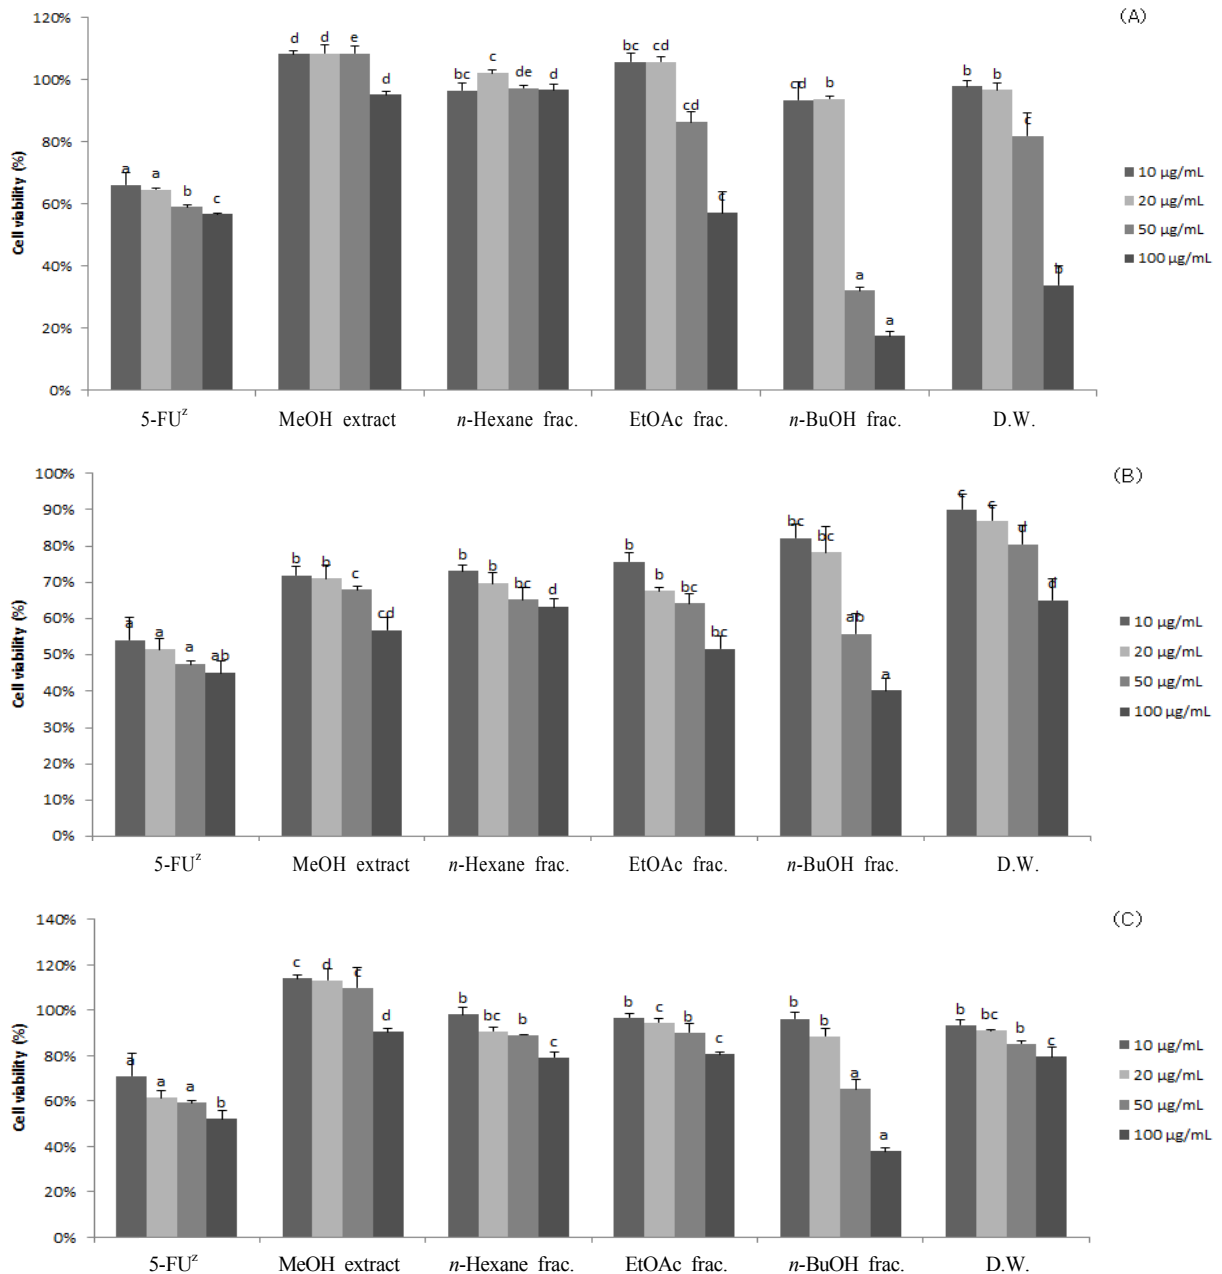 (A)
120%
100%
80%
60%
40%
20%
0%
Cell viability (%)
a a b c
d d e d
bc c de d
bc cd cd c
cd b a a
b b c b
10 µg/mL
20 µg/mL
50 µg/mL
100 µg/mL
5-FUᶻ MeOH extract n-Hexane frac. EtOAc frac. n-BuOH frac. D.W.
(B)
100%
90%
80%
70%
60%
50%
40%
30%
20%
10%
0%
Cell viability (%)
a a a ab
b b c cd
b b bc d
b b bc bc
bc bc ab a
c c d d
10 µg/mL
20 µg/mL
50 µg/mL
100 µg/mL
5-FUᶻ MeOH extract n-Hexane frac. EtOAc frac. n-BuOH frac. D.W.
(C)
140%
120%
100%
80%
60%
40%
20%
0%
Cell viability (%)
a a a b
c d c d
b bc b c
b c b c
b b a a
b bc b c
10 µg/mL
20 µg/mL
50 µg/mL
100 µg/mL
5-FUᶻ MeOH extract n-Hexane frac. EtOAc frac. n-BuOH frac. D.W.